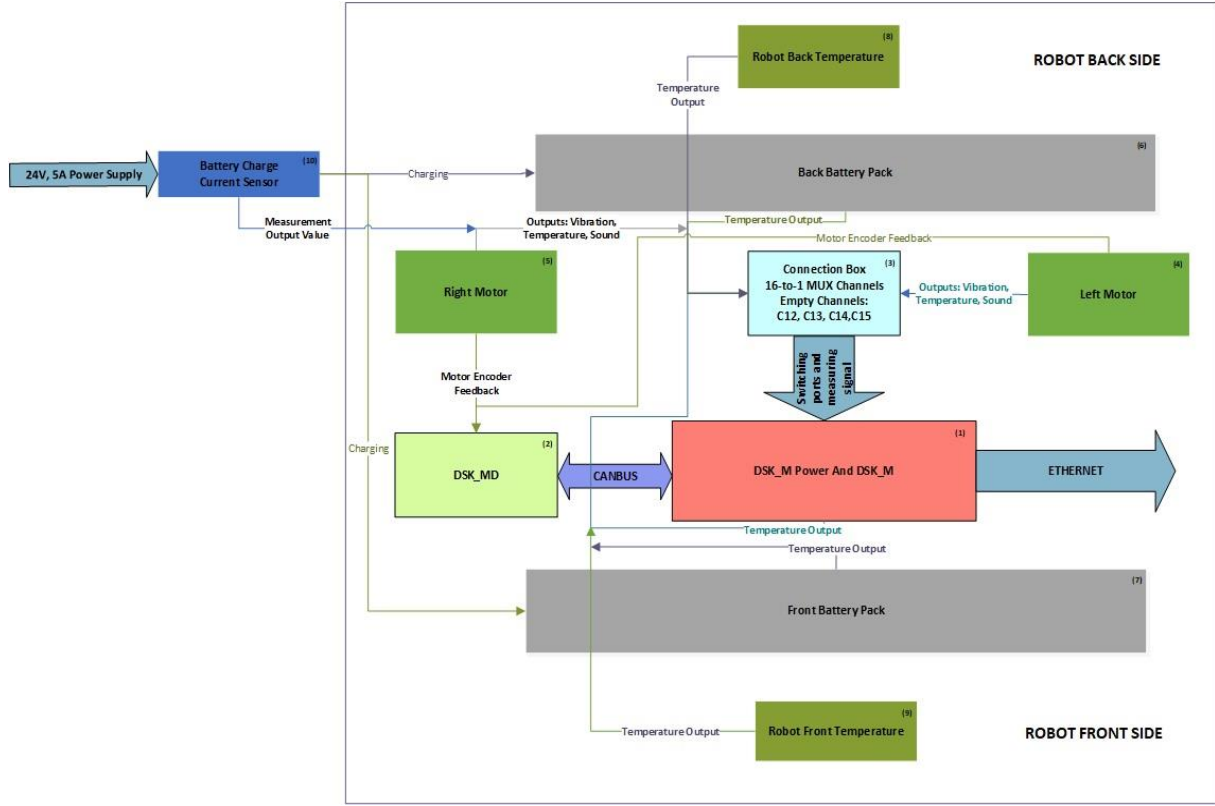 (8)
Robot Back Temperature
ROBOT BACK SIDE
Temperature
Output
(10)
Battery Charge
Current Sensor
24V, 5A Power Supply
Charging
(6)
Back Battery Pack
Measurement
Output Value
Outputs: Vibration,
Temperature, Sound
Temperature Output
Motor Encoder Feedback
(5)
Right Motor
(3)
Connection Box
16-to-1 MUX Channels
Empty Channels:
C12, C13, C14,C15
Outputs: Vibration,
Temperature, Sound
(4)
Left Motor
Switching
ports and
measuring
signal
Motor Encoder
Feedback
Charging
(2)
DSK_MD
CANBUS
(1)
DSK_M Power And DSK_M
ETHERNET
Temperature Output
Temperature Output
(7)
Front Battery Pack
(9)
Robot Front Temperature
Temperature Output
ROBOT FRONT SIDE